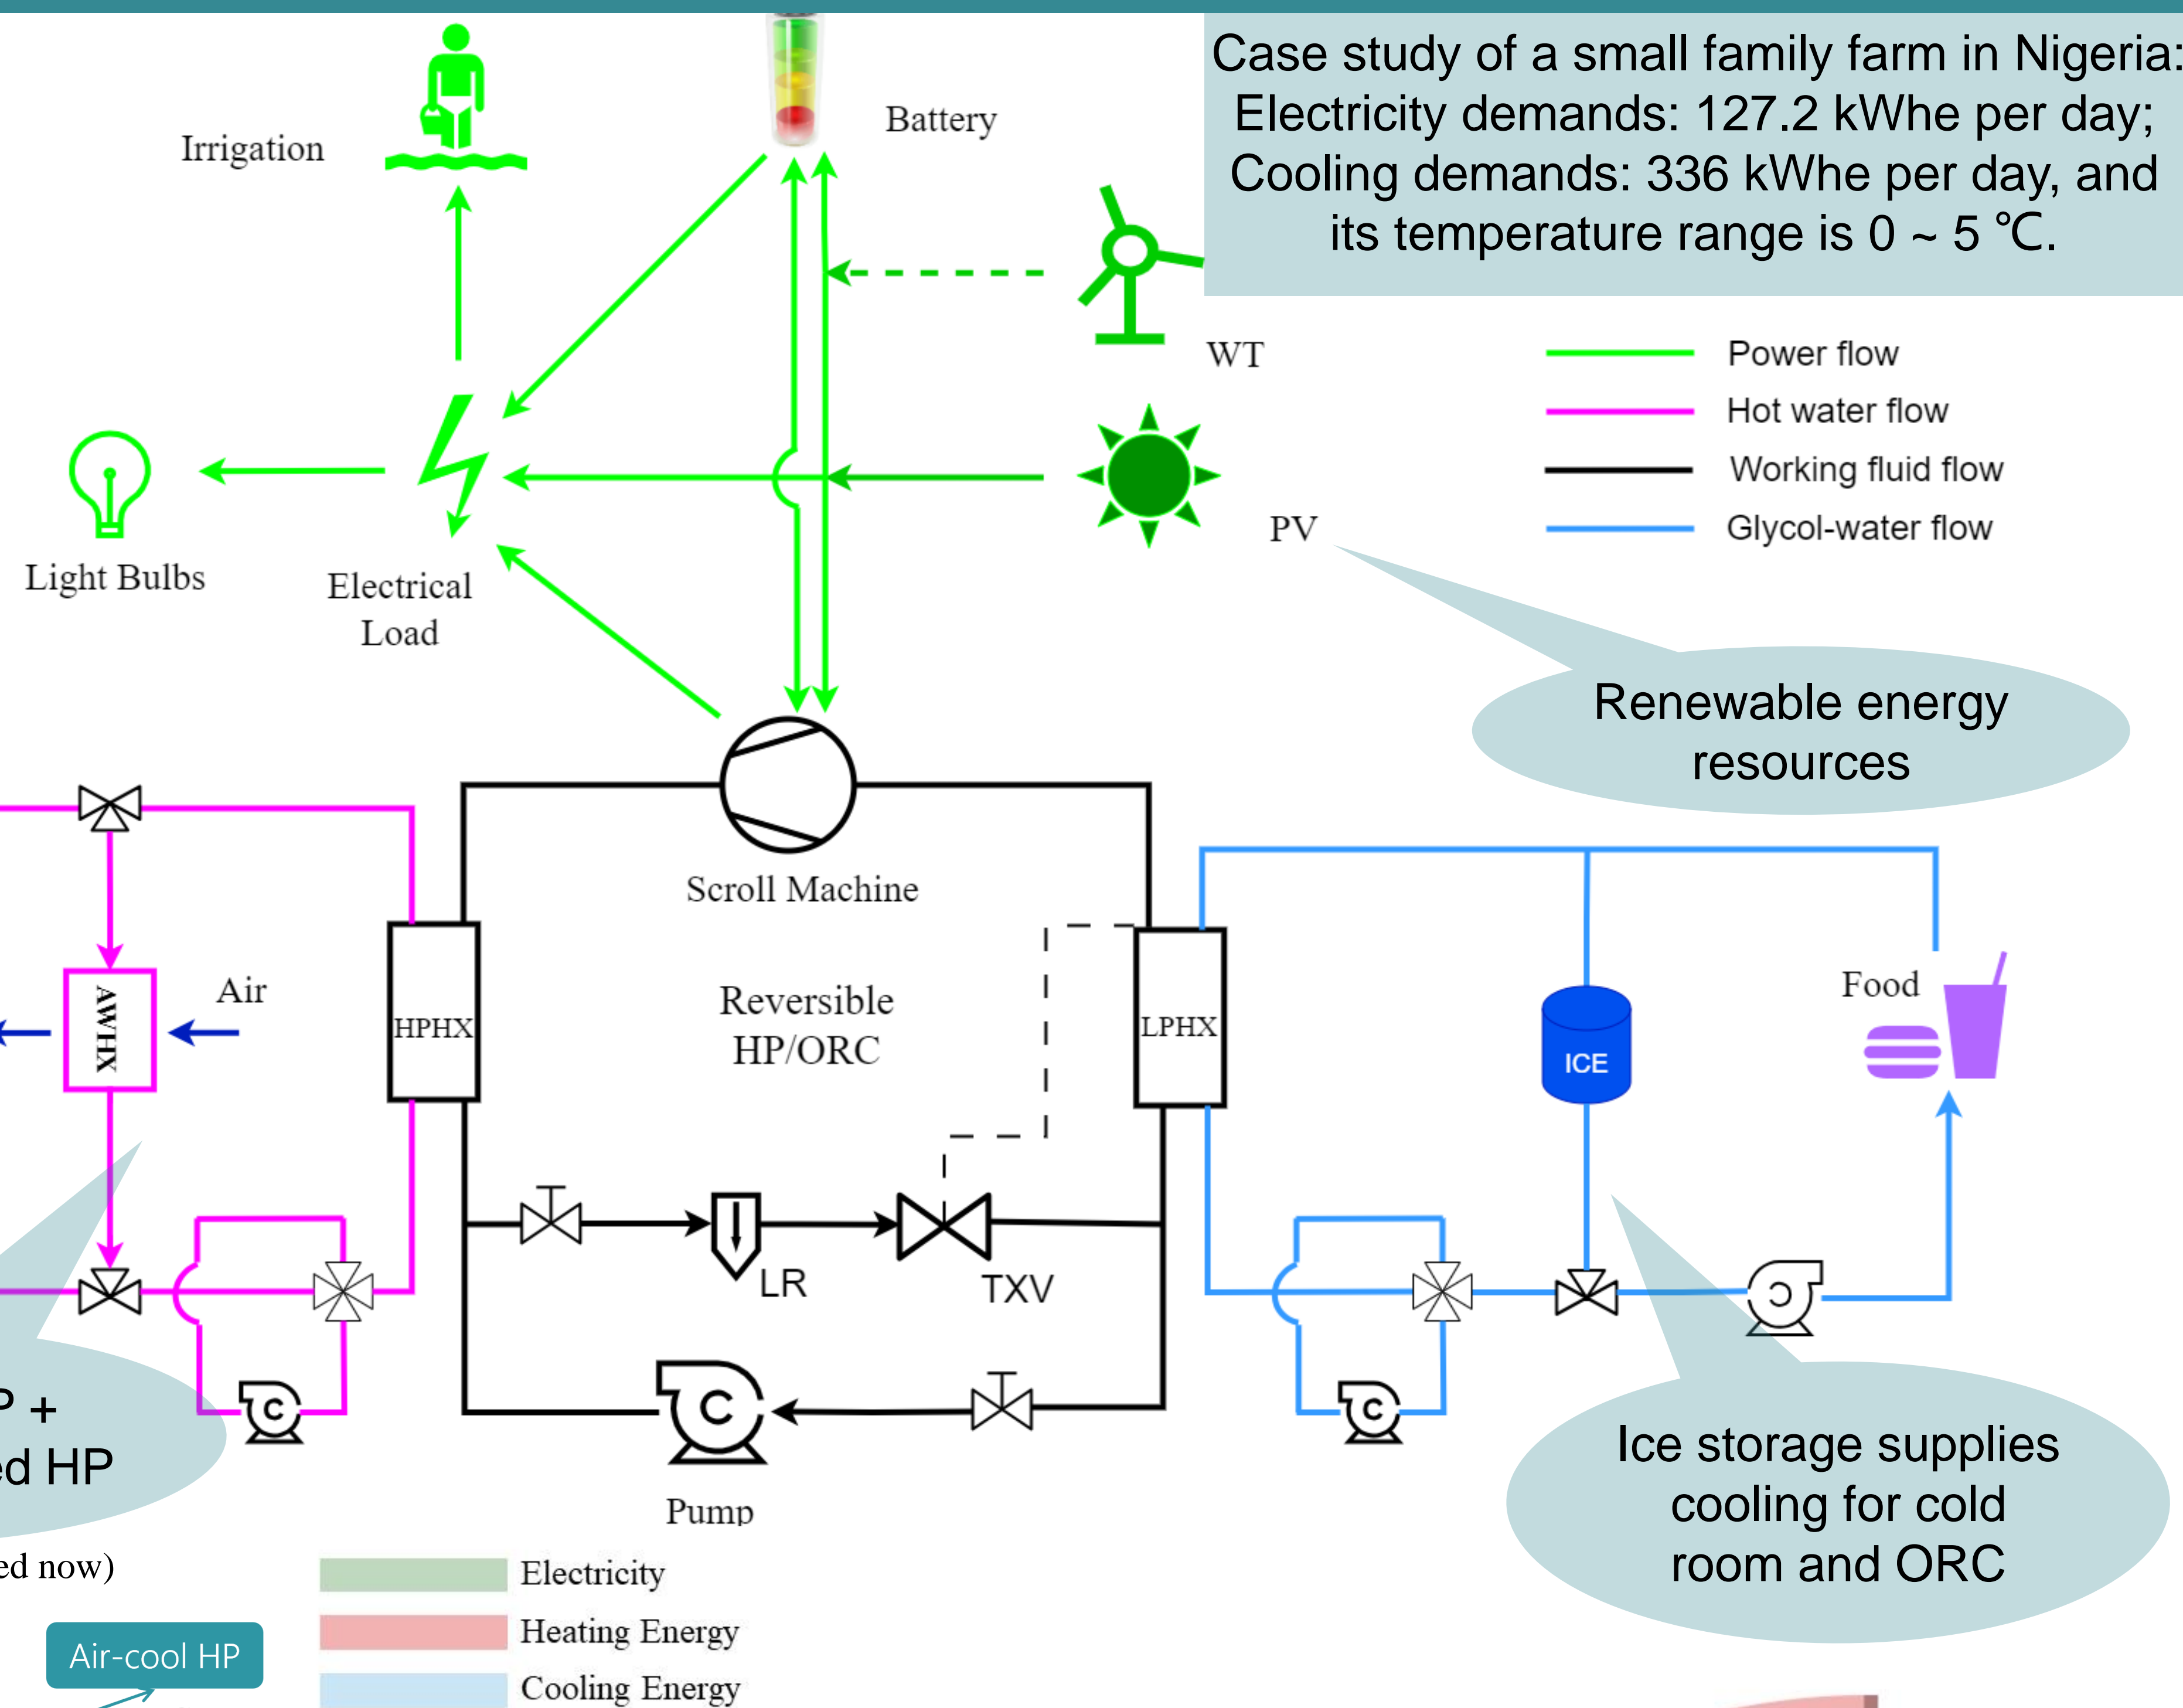 Case study of a small family farm in Nigeria:
Electricity demands: 127.2 kWhe per day;
Cooling demands: 336 kWhe per day, and
its temperature range is 0 ~ 5 ℃.
Irrigation
Battery
WT
PV
Light Bulbs
Electrical
Load
Power flow
Hot water flow
Working fluid flow
Glycol-water flow
Renewable energy
resources
Scroll Machine
Air
AWHX
HPHX
Reversible
HP/ORC
LPHX
ICE
Food
LR
TXV
C
C
C
C
Pump
+
HP
Ice storage supplies
cooling for cold
room and ORC
now)
Electricity
Heating Energy
Cooling Energy
Air-cool HP